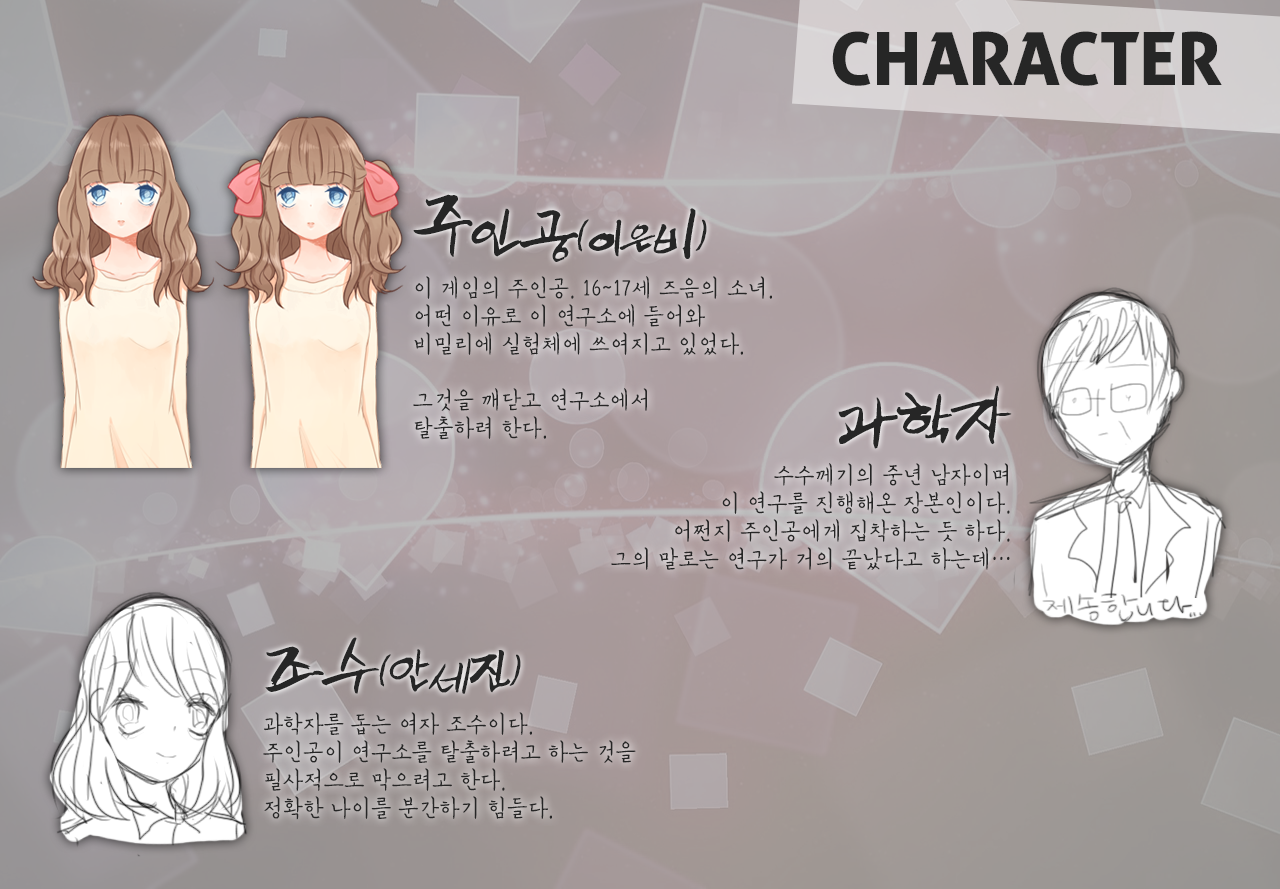 CHARACTER
주인공(이은비)
이 게임의 주인공. 16~17세 즈음의 소녀.
어떤 이유로 이 연구소에 들어와
비밀리에 실험체에 쓰여지고 있었다.
그것을 깨닫고 연구소에서
탈출하려 한다.
과학자
수수께기의 중년 남자이며
이 연구를 진행해온 장본인이다.
어쩐지 주인공에게 집착하는 듯 하다.
그의 말로는 연구가 거의 끝났다고 하는데…
제송합니다...
조수(안세진)
과학자를 돕는 여자 조수이다.
주인공이 연구소를 탈출하려고 하는 것을
필사적으로 막으려고 한다.
정확한 나이를 분간하기 힘들다.